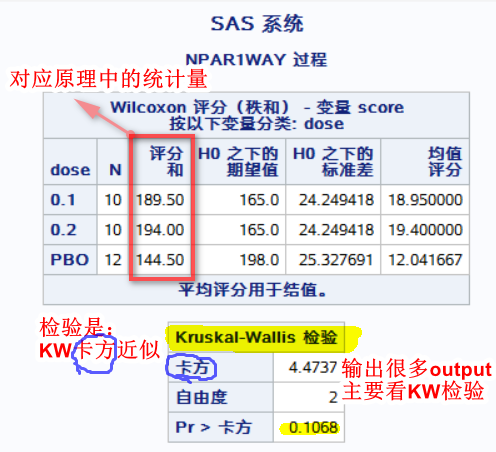 SAS 系统
NPAR1WAY 过程
对应原理中的统计量
Wilcoxon 评分（秩和） - 变量 score
按以下变量分类: dose
dose N 评分和 H0 之下的期望值 H0 之下的标准差 均值评分
0.1 10 189.50 165.0 24.249418 18.950000
0.2 10 194.00 165.0 24.249418 19.400000
PBO 12 144.50 198.0 25.327691 12.041667
平均评分用于结值。
检验是：
KW卡方近似
Kruskal-Wallis 检验
卡方 4.4737
自由度 2
Pr > 卡方 0.1068
输出很多output
主要看KW检验